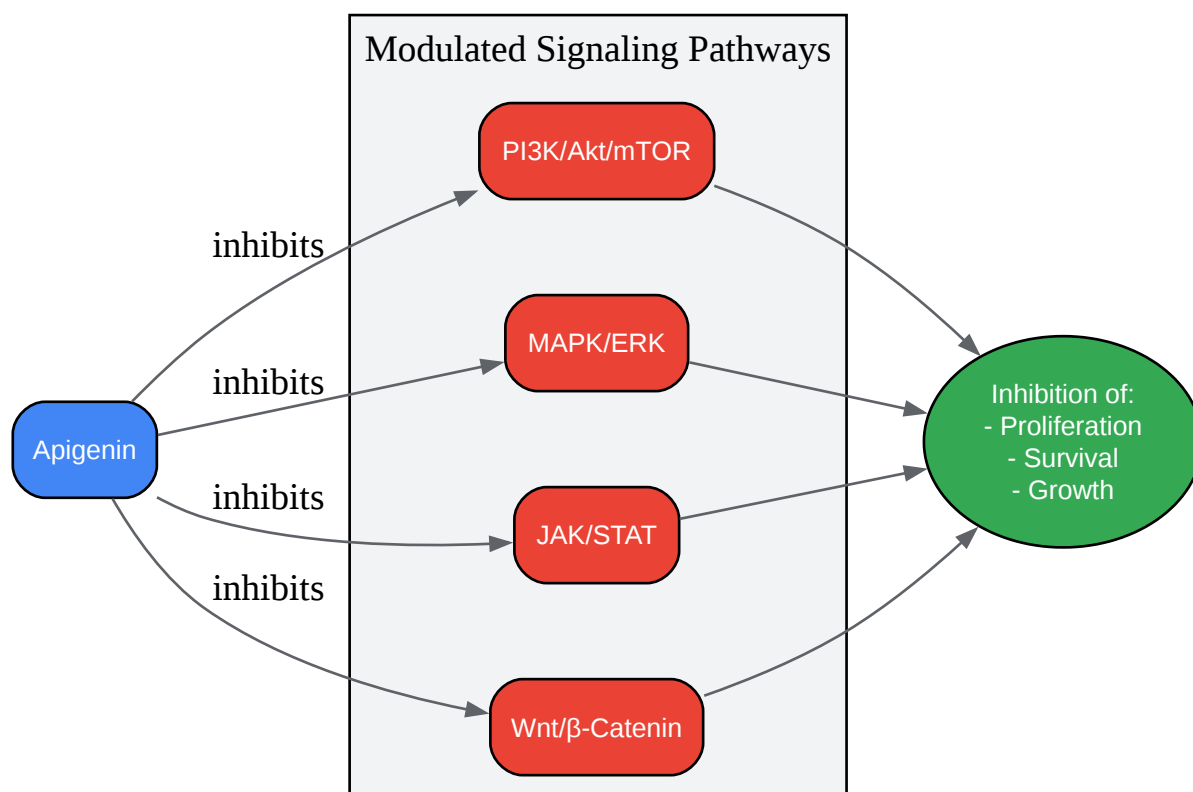 Modulated Signaling Pathways
PI3K/Akt/mTOR
inhibits
MAPK/ERK
inhibits
Apigenin
inhibits
JAK/STAT
inhibits
Wnt/β-Catenin
Inhibition of:
- Proliferation
- Survival
- Growth